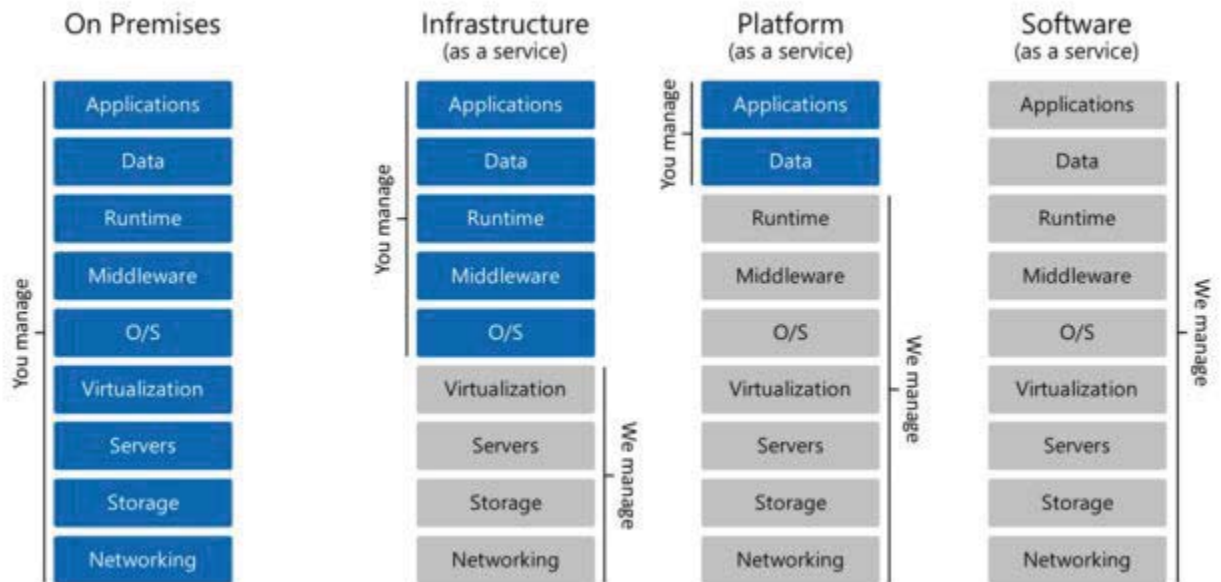 On Premises
Infrastructure
(as a service)
Platform
(as a service)
Software
(as a service)
You manage
Applications
Data
Runtime
Middleware
O/S
Virtualization
Servers
Storage
Networking
You manage
Applications
Data
Runtime
Middleware
O/S
Virtualization
Servers
Storage
Networking
We manage
You manage
Applications
Data
Runtime
Middleware
O/S
Virtualization
Servers
Storage
Networking
We manage
Applications
Data
Runtime
Middleware
O/S
Virtualization
Servers
Storage
Networking
We manage